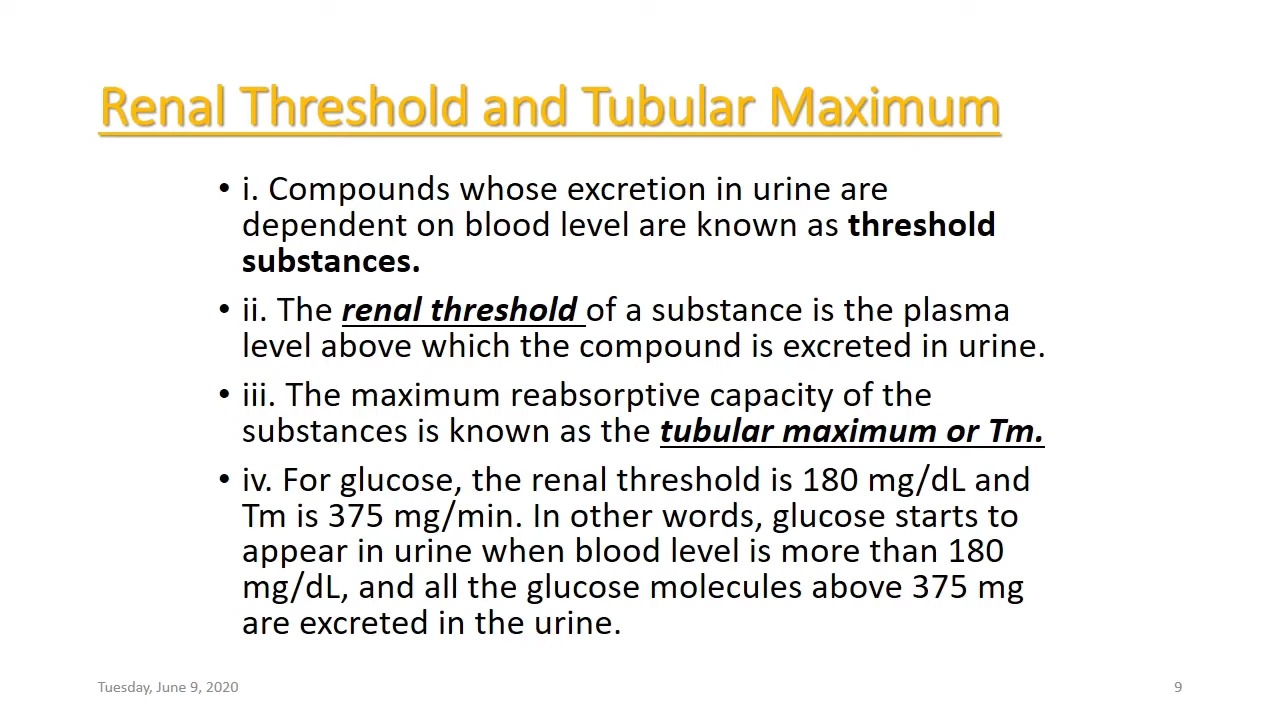 Renal Threshold and Tubular Maximum
• i. Compounds whose excretion in urine are
dependent on blood level are known as threshold
substances.
• ii. The renal threshold of a substance is the plasma
level above which the compound is excreted in urine.
• iii. The maximum reabsorptive capacity of the
substances is known as the tubular maximum or Tm.
• iv. For glucose, the renal threshold is 180 mg/dL and
Tm is 375 mg/min. In other words, glucose starts to
appear in urine when blood level is more than 180
mg/dL, and all the glucose molecules above 375 mg
are excreted in the urine.
Tuesday, June 9, 2020
9